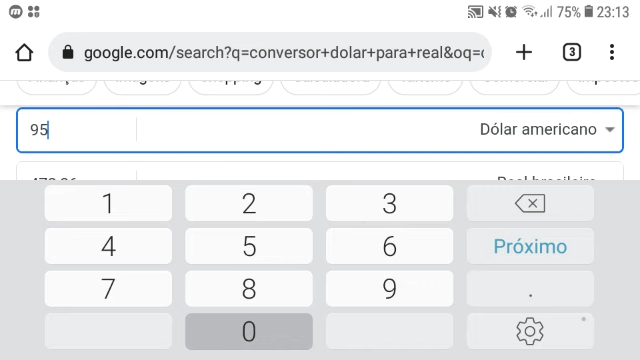 75% 23:13
google.com/search?q=conversor+dolar+para+real&oq=
3
95
Dólar americano
1 2 3
4 5 6 Próximo
7 8 9 .
0